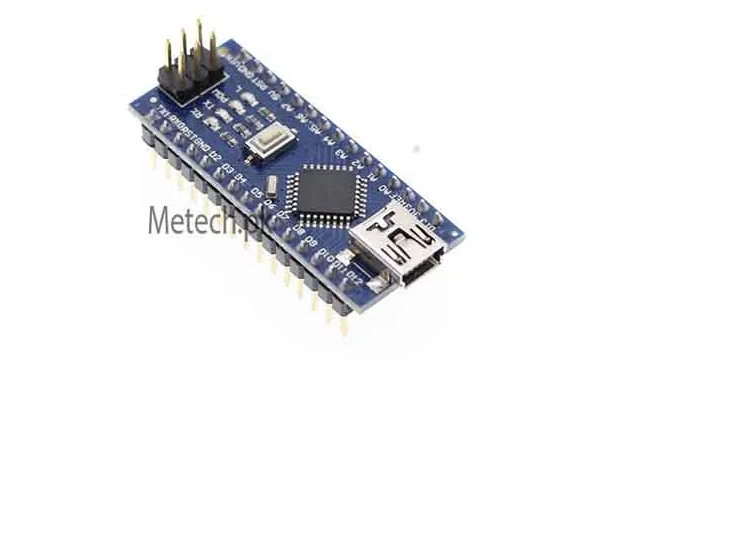 VIN GND RST 5V A7 A6 A5 A4 A3 A2 A1 A0 REF 3V3 D13
L
POW
TX
RX
TX1 RX0 RST GND D2 D3 D4 D5 D6 D7 D8 D9 D10 D11 D12
Metech.pk